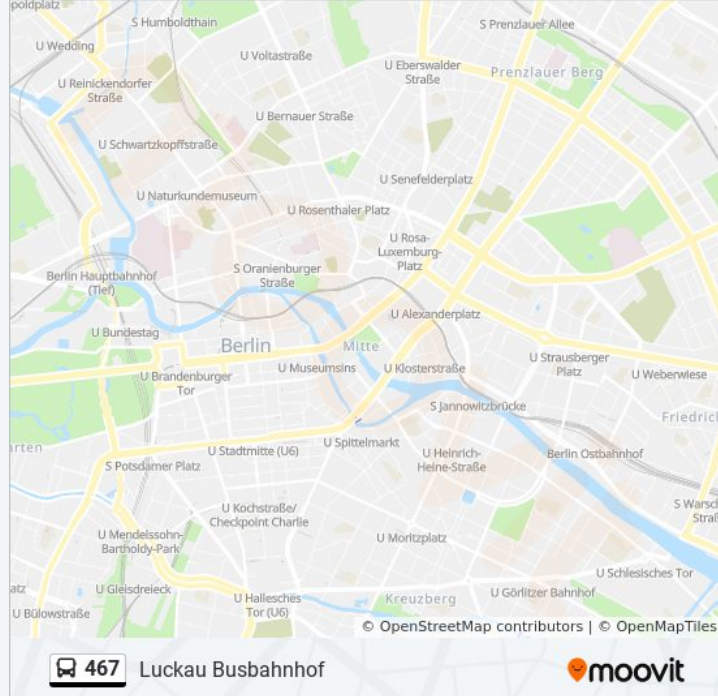 poldplatz
S Humboldthain
S Prenzlauer Allee
U Wedding
U Voltastraße
U Eberswalder
Straße
Prenzlauer Berg
U Reinickendorfer
Straße
U Bernauer Straße
U Schwartzkopffstraße
U Senefelderplatz
U Naturkundemuseum
U Rosenthaler Platz
U Rosa-
Luxemburg-
Platz
Berlin Hauptbahnhof
(Tief)
S Oranienburger
Straße
U Alexanderplatz
U Bundestag
Berlin
Mitte
U Strausberger
Platz
U Brandenburger
Tor
U Museumsins
U Klosterstraße
U Weberwiese
S Jannowitzbrücke
Friedrich
arten
U Stadtmitte (U6)
U Spittelmarkt
U Heinrich-
Heine-Straße
Berlin Ostbahnhof
S Potsdamer Platz
U Kochstraße/
Checkpoint Charlie
S Warsc
Straß
U Mendelssohn-
Bartholdy-Park
U Moritzplatz
U Schlesisches Tor
atz
U Gleisdreieck
U Hallesches
Tor (U6)
Kreuzberg
U Görlitzer Bahnhof
U Bülowstraße
© OpenStreetMap contributors | © OpenMapTiles
467 Luckau Busbahnhof
moovit